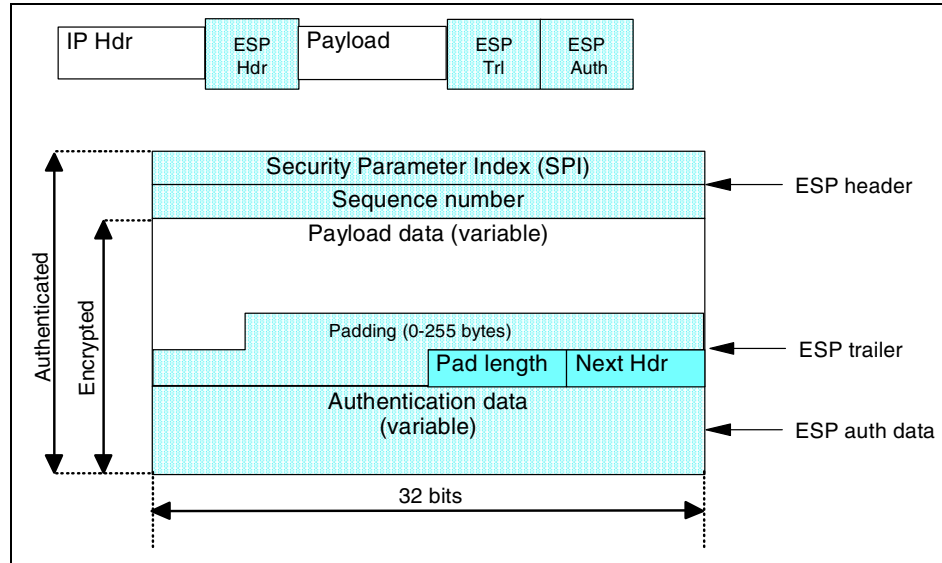 IP Hdr
ESP
Hdr
Payload
ESP
Trl
ESP
Auth
Authenticated
Encrypted
Security Parameter Index (SPI)
Sequence number
ESP header
Payload data (variable)
Padding (0-255 bytes)
Pad length
Next Hdr
ESP trailer
Authentication data
(variable)
ESP auth data
32 bits